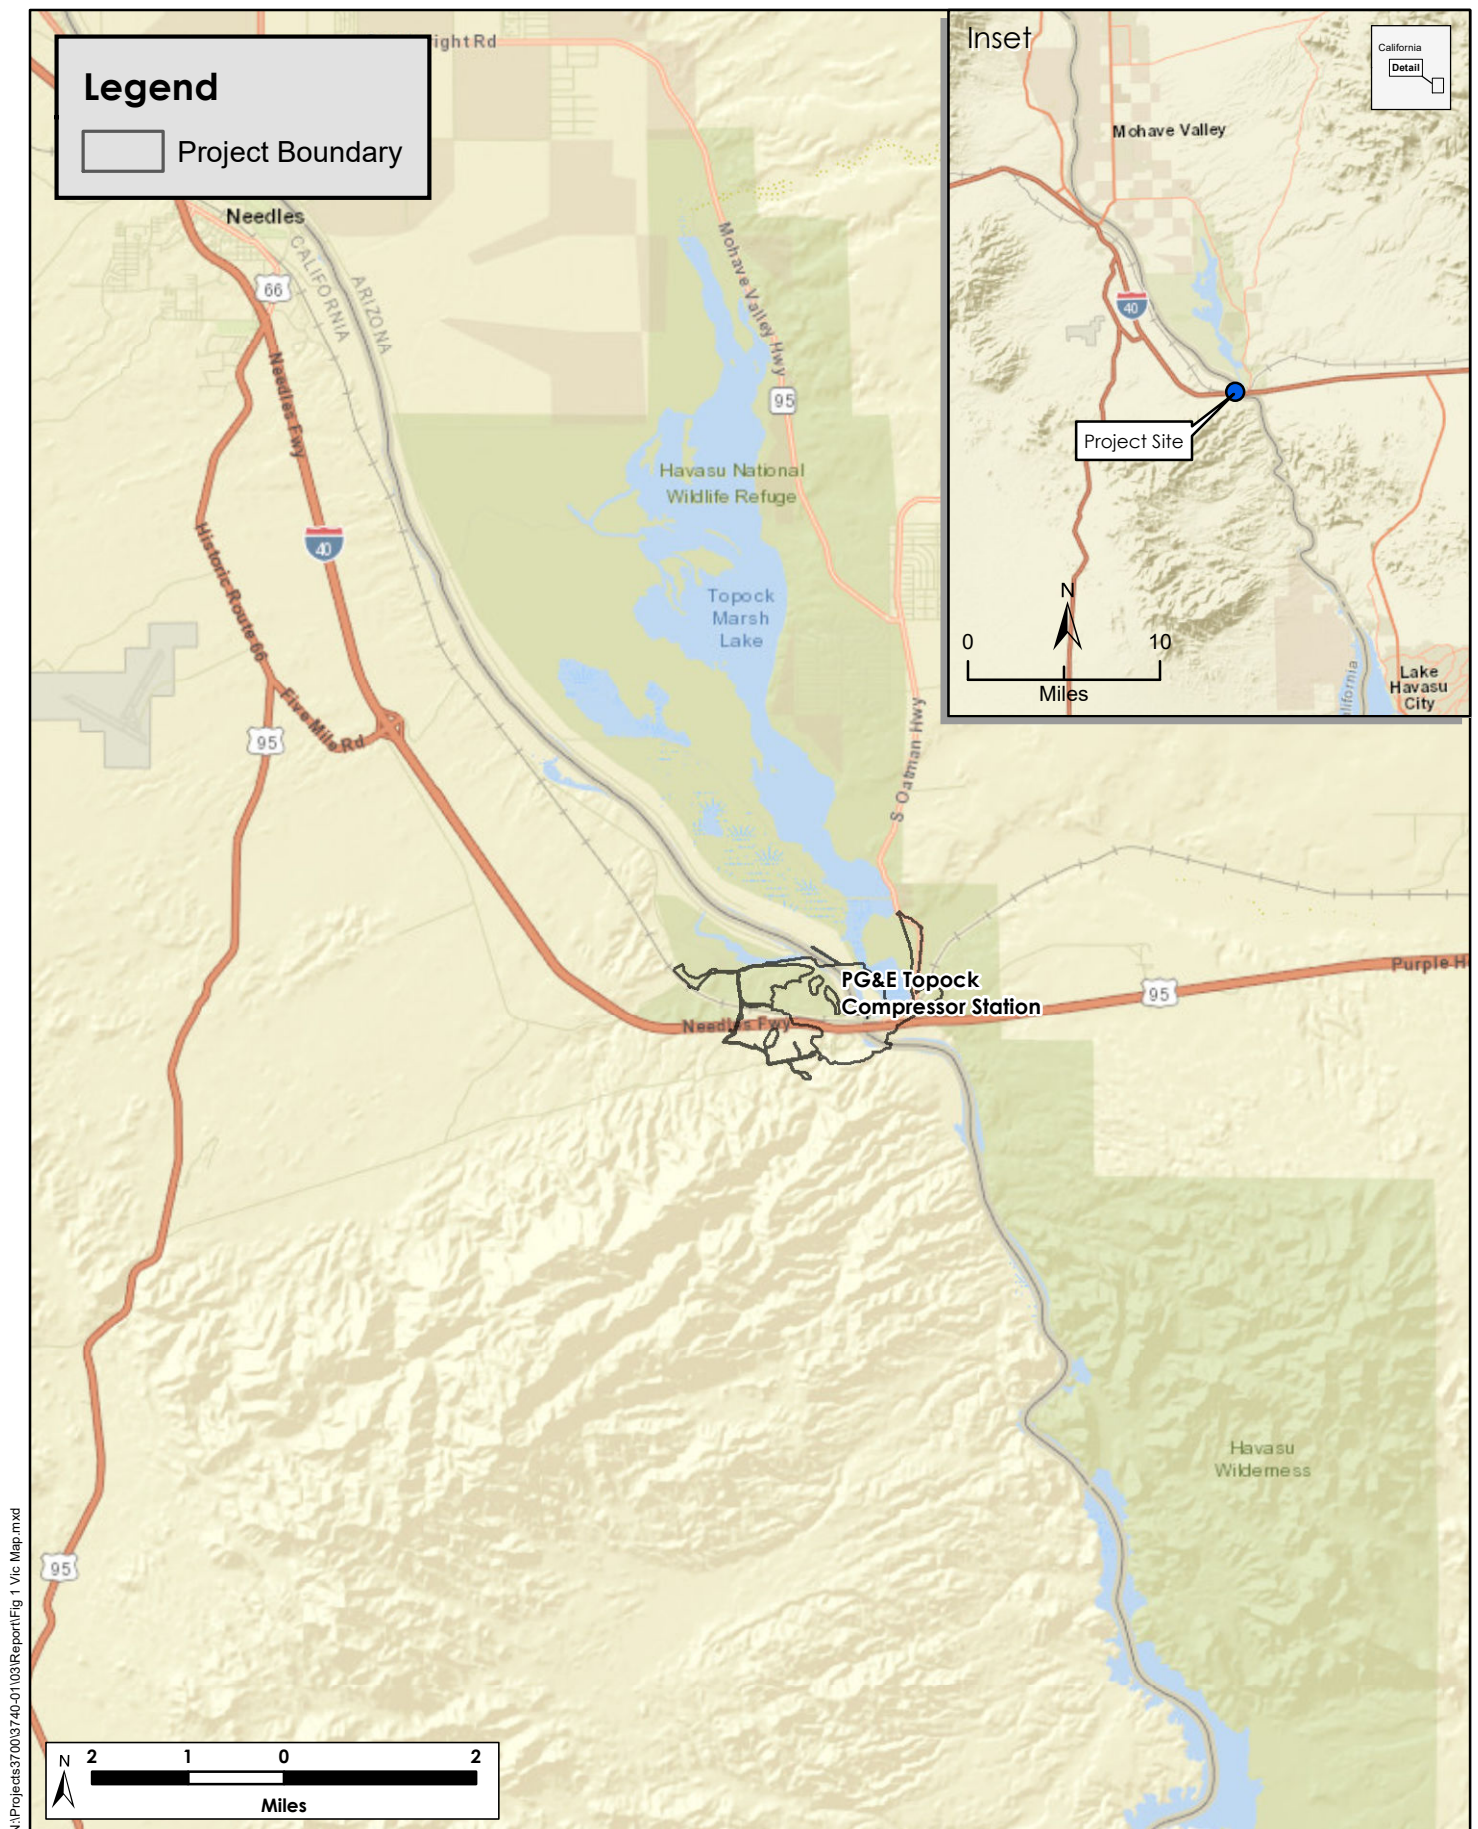 ight Rd
Legend
Project Boundary
Needles
CALIFORNIA
ARIZONA
66
Needles Fwy
Mohave Valley Hwy
95
Havasu National
Wildlife Refuge
40
Historic Route 66
Topock
Marsh
Lake
Five Mile Rd
95
S Oatman Hwy
PG&E Topock
Compressor Station
Needles Fwy
95
Purple H
Havasu
Wilderness
95
N
2 1 0 2
Miles
N:\Projects3700\3740-01\03\Report\Fig 1 Vic Map.mxd
Inset
California
Detail
Mohave Valley
40
Project Site
N
0 10
Miles
lifornia
Lake
Havasu
City